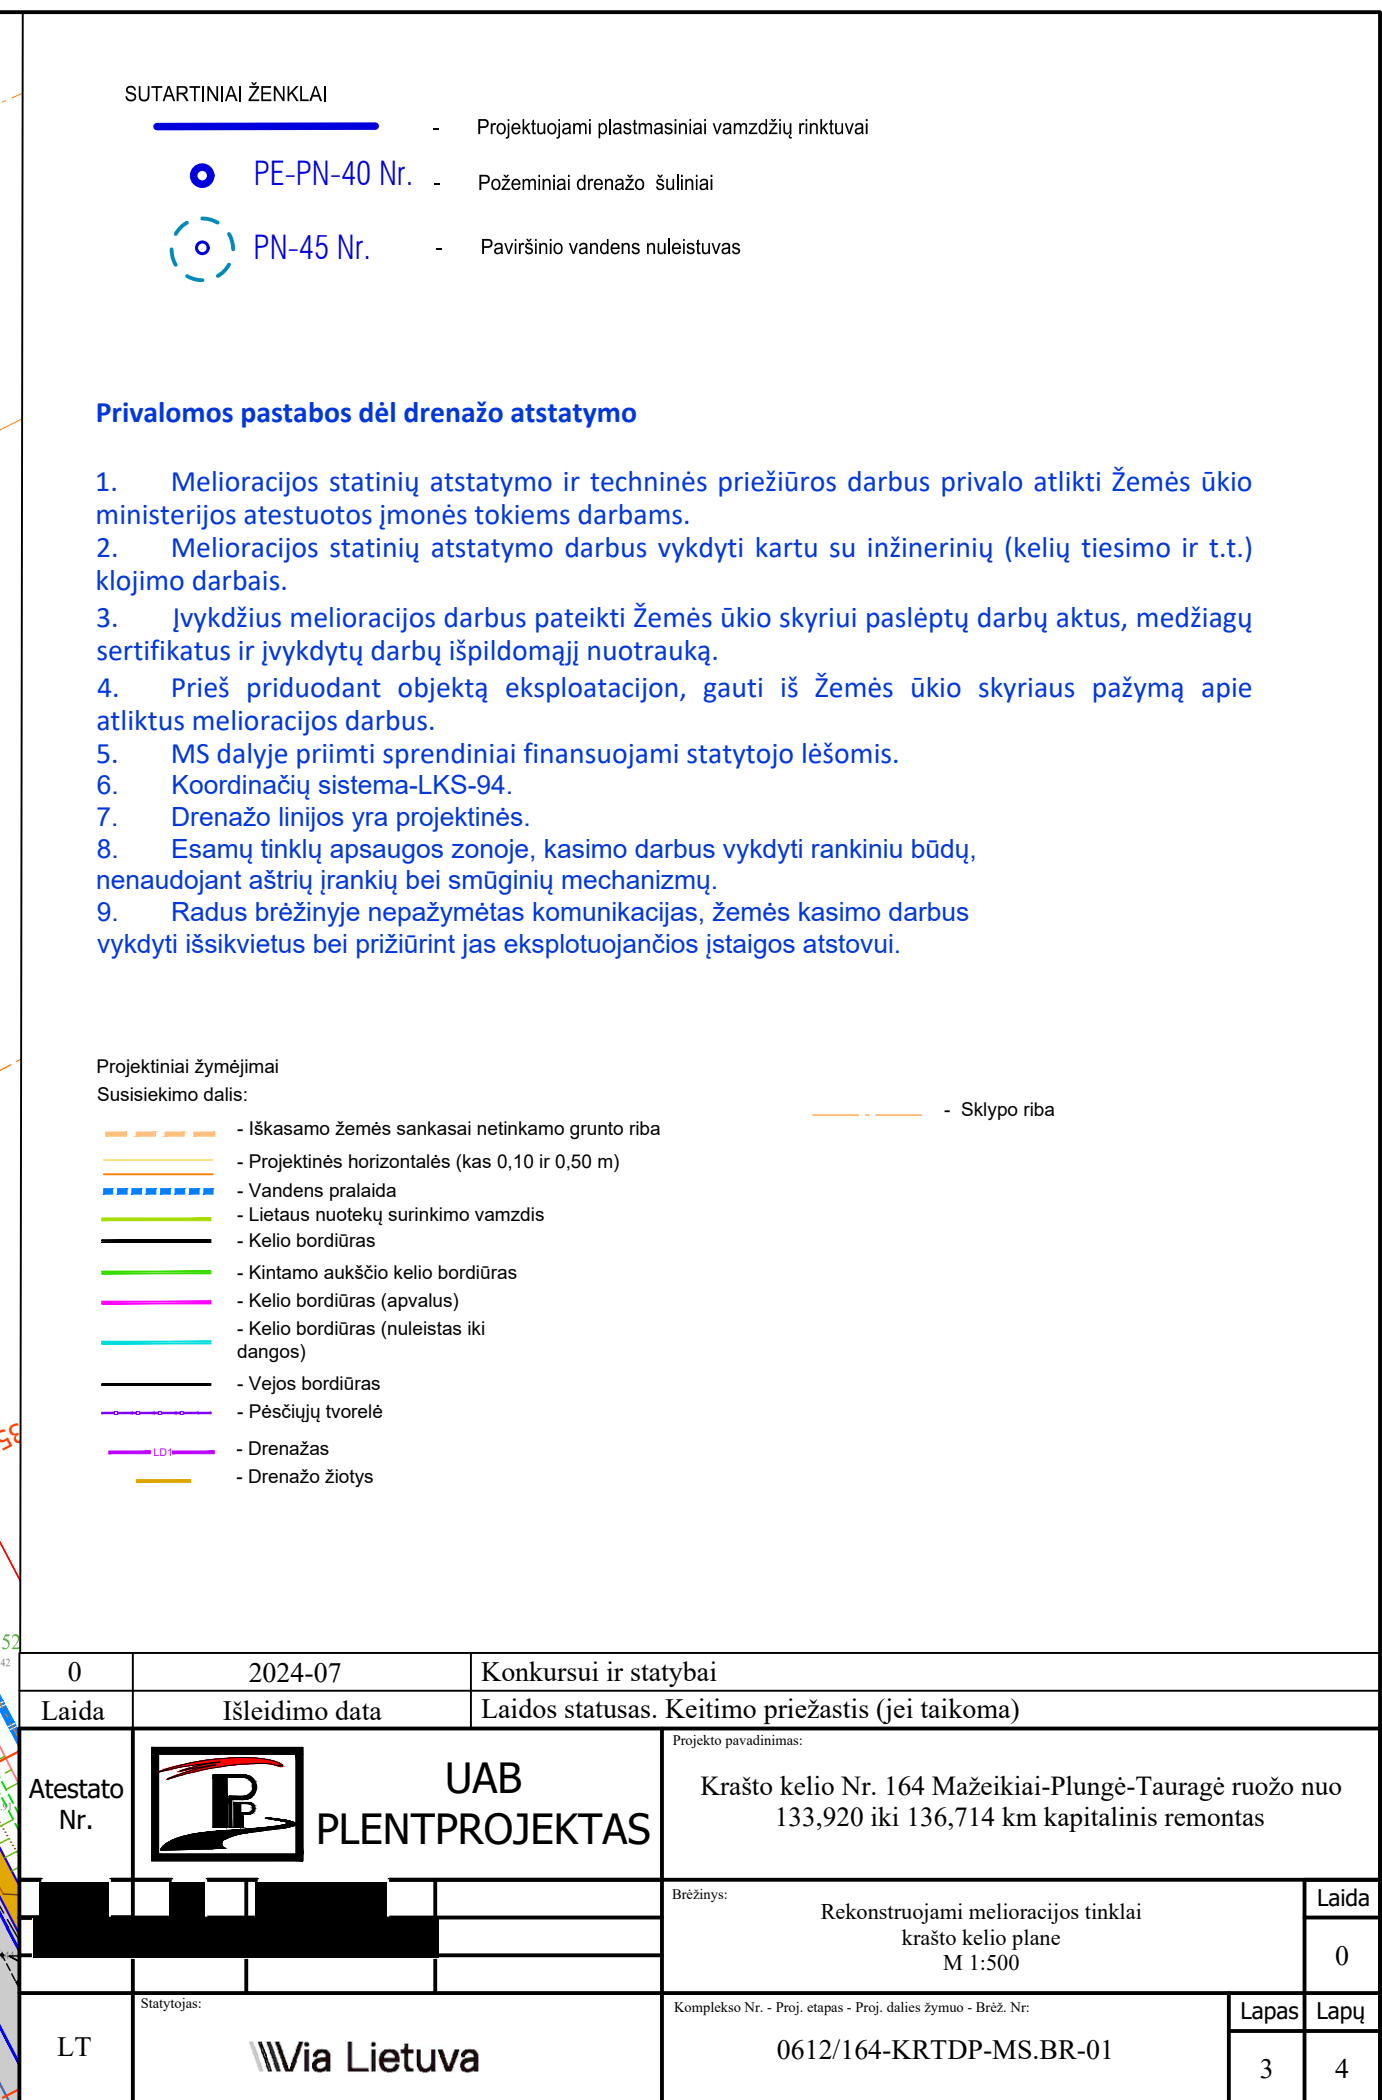 SUTARTINIAI ŽENKLAI
- Projektuojami plastmasiniai vamzdžių rinktuvai
PE-PN-40 Nr. - Požeminiai drenažo šuliniai
PN-45 Nr. - Paviršinio vandens nuleistuvas
Privalomos pastabos dėl drenažo atstatymo
1. Melioracijos statinių atstatymo ir techninės priežiūros darbus privalo atlikti Žemės ūkio
ministerijos atestuotos įmonės tokiems darbams.
2. Melioracijos statinių atstatymo darbus vykdyti kartu su inžinerinių (kelių tiesimo ir t.t.)
klojimo darbais.
3. Įvykdžius melioracijos darbus pateikti Žemės ūkio skyriui paslėptų darbų aktus, medžiagų
sertifikatus ir įvykdytų darbų išpildomąjį nuotrauką.
4. Prieš priduodant objektą eksploatacijon, gauti iš Žemės ūkio skyriaus pažymą apie
atliktus melioracijos darbus.
5. MS dalyje priimti sprendiniai finansuojami statytojo lėšomis.
6. Koordinačių sistema-LKS-94.
7. Drenažo linijos yra projektinės.
8. Esamų tinklų apsaugos zonoje, kasimo darbus vykdyti rankiniu būdų,
nenaudojant aštrių įrankių bei smūginių mechanizmų.
9. Radus brėžinyje nepažymėtas komunikacijas, žemės kasimo darbus
vykdyti išsikvietus bei prižiūrint jas eksplotuojančios įstaigos atstovui.
Projektiniai žymėjimai
Susisiekimo dalis:
- Sklypo riba
- Iškasamo žemės sankasai netinkamo grunto riba
- Projektinės horizontalės (kas 0,10 ir 0,50 m)
- Vandens pralaida
- Lietaus nuotekų surinkimo vamzdis
- Kelio bordiūras
- Kintamo aukščio kelio bordiūras
- Kelio bordiūras (apvalus)
- Kelio bordiūras (nuleistas iki
dangos)
- Vejos bordiūras
- Pėsčiųjų tvorelė
LD1 - Drenažas
- Drenažo žiotys
35
52
42
0 2024-07 Konkursui ir statybai
Laida Išleidimo data Laidos statusas. Keitimo priežastis (jei taikoma)
Atestato
Nr.
UAB
PLENTPROJEKTAS
Projekto pavadinimas:
Krašto kelio Nr. 164 Mažeikiai-Plungė-Tauragė ruožo nuo
133,920 iki 136,714 km kapitalinis remontas
Brėžinys:
Rekonstruojami melioracijos tinklai
krašto kelio plane
M 1:500
Laida
0
LT
Statytojas:
Via Lietuva
Komplekso Nr. - Proj. etapas - Proj. dalies žymuo - Brėž. Nr:
0612/164-KRTDP-MS.BR-01
Lapas Lapų
3 4